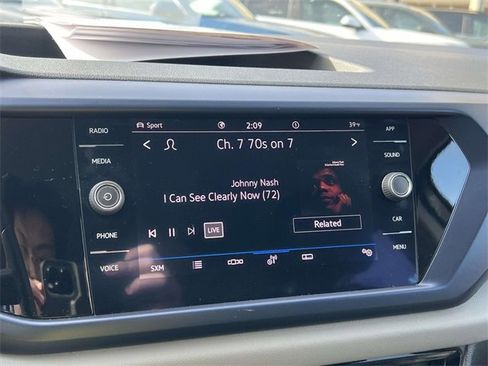 RADIO
Sport
2:09
39°F
APP
< Ch. 7 70s on 7 >
MEDIA
SOUND
Johnny Nash
I Can See Clearly Now (72)
LIVE
Related
PHONE
CAR
VOICE
SXM
MENU